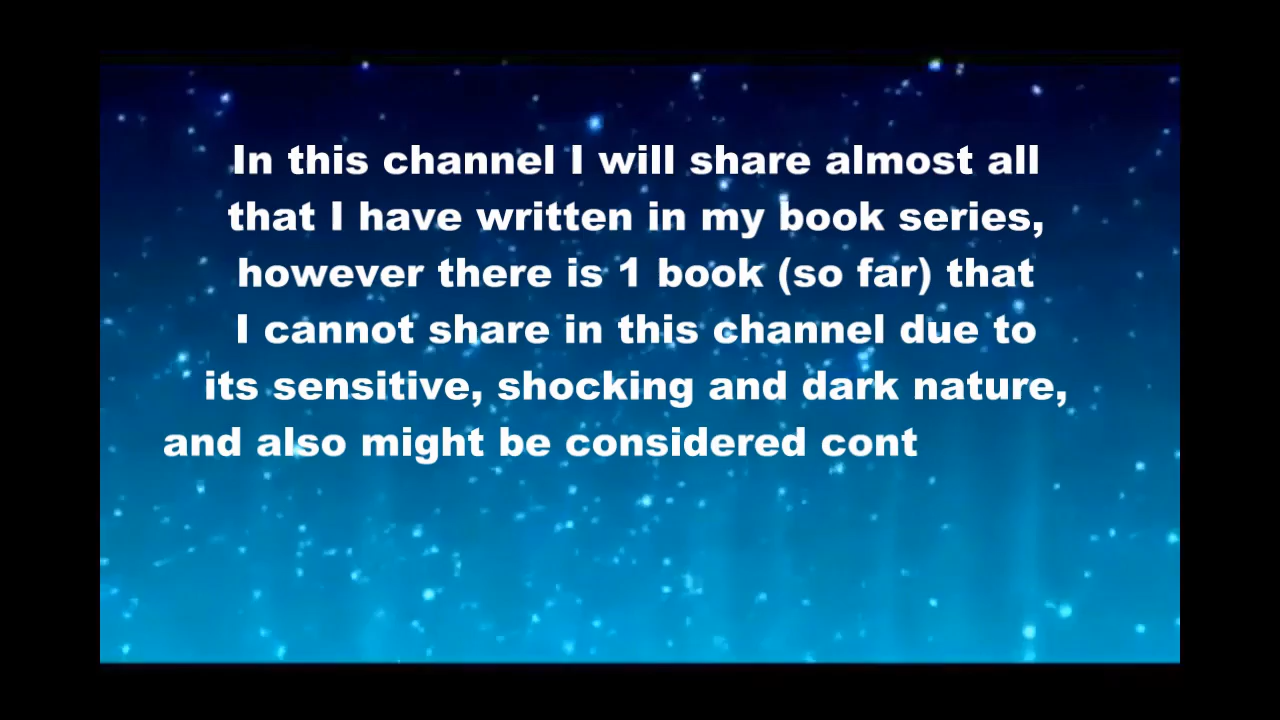 In this channel I will share almost all
that I have written in my book series,
however there is 1 book (so far) that
I cannot share in this channel due to
its sensitive, shocking and dark nature,
and also might be considered cont